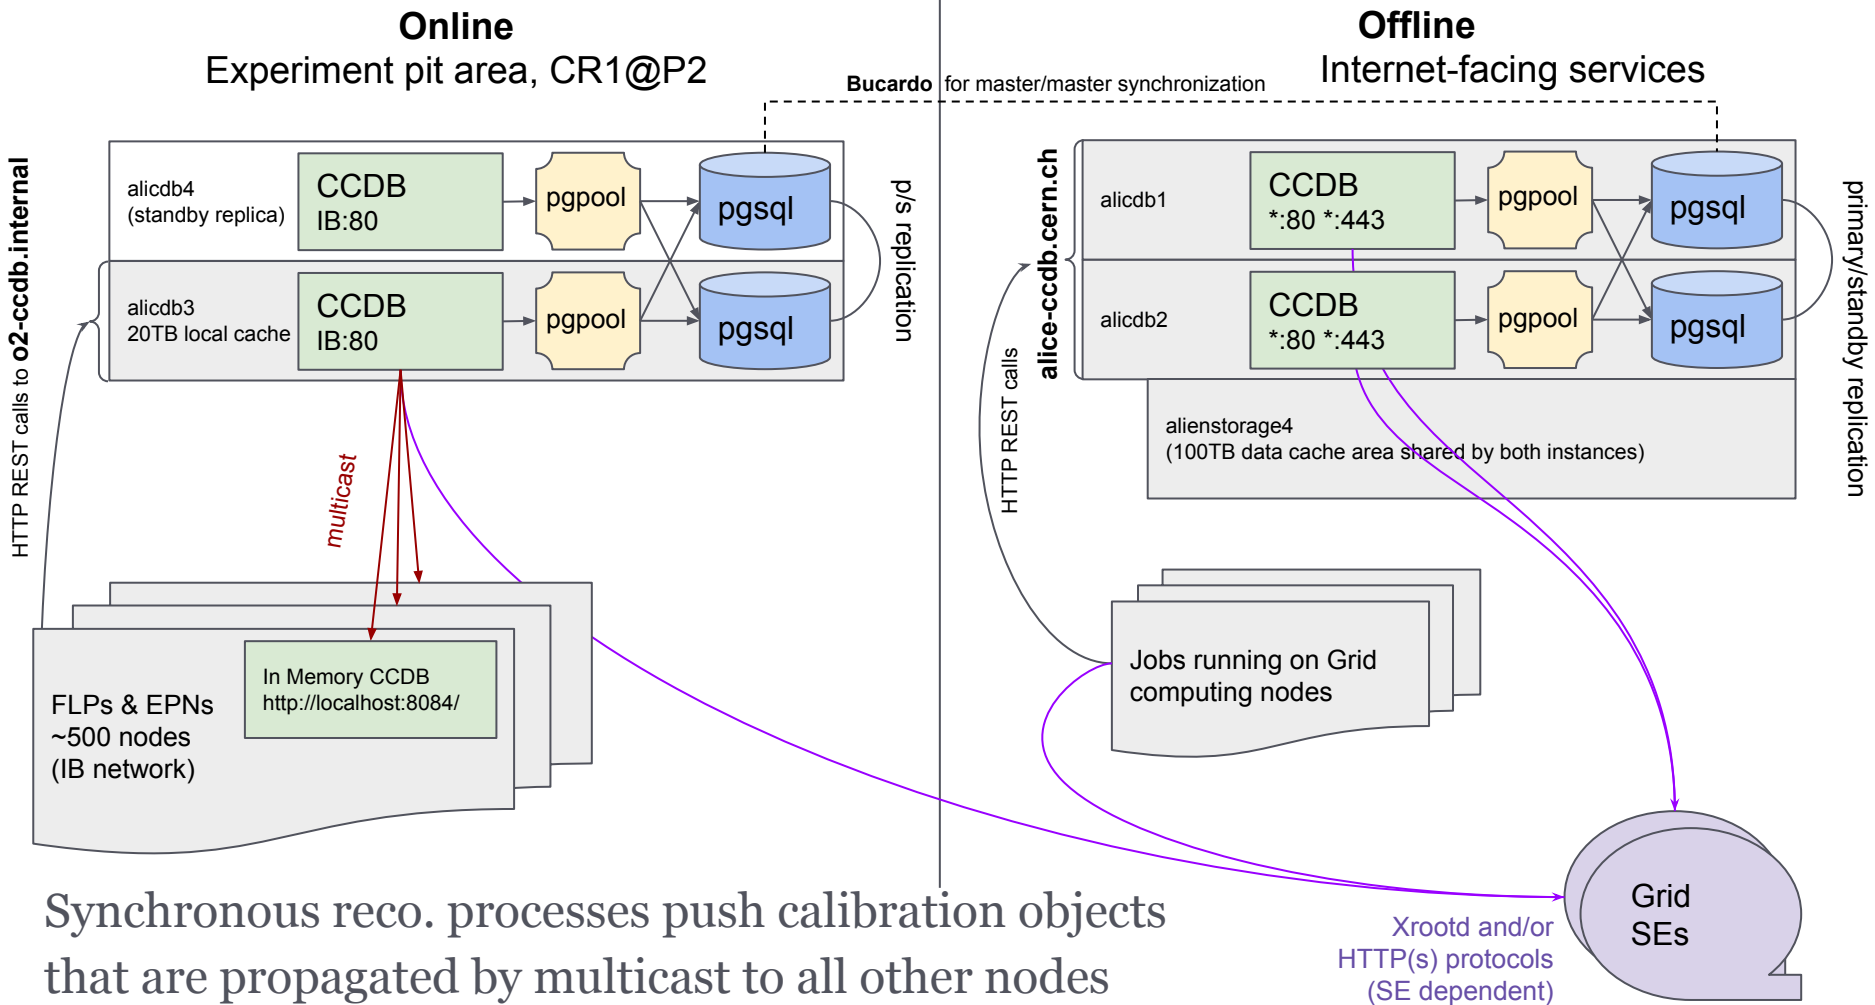 Online
Experiment pit area, CR1@P2
Offline
Internet-facing services
Bucardo for master/master synchronization
HTTP REST calls to o2-ccdb.internal
alicdb4
(standby replica)
CCDB
IB:80
pgpool
pgsql
alicdb3
20TB local cache
CCDB
IB:80
pgpool
pgsql
p/s replication
multicast
In Memory CCDB
http://localhost:8084/
FLPs & EPNs
~500 nodes
(IB network)
HTTP REST calls
alice-ccdb.cern.ch
alicdb1
CCDB
*:80 *:443
pgpool
pgsql
alicdb2
CCDB
*:80 *:443
pgpool
pgsql
primary/standby replication
alienstorage4
(100TB data cache area shared by both instances)
Jobs running on Grid
computing nodes
Grid
SEs
Xrootd and/or
HTTP(s) protocols
(SE dependent)
Synchronous reco. processes push calibration objects
that are propagated by multicast to all other nodes